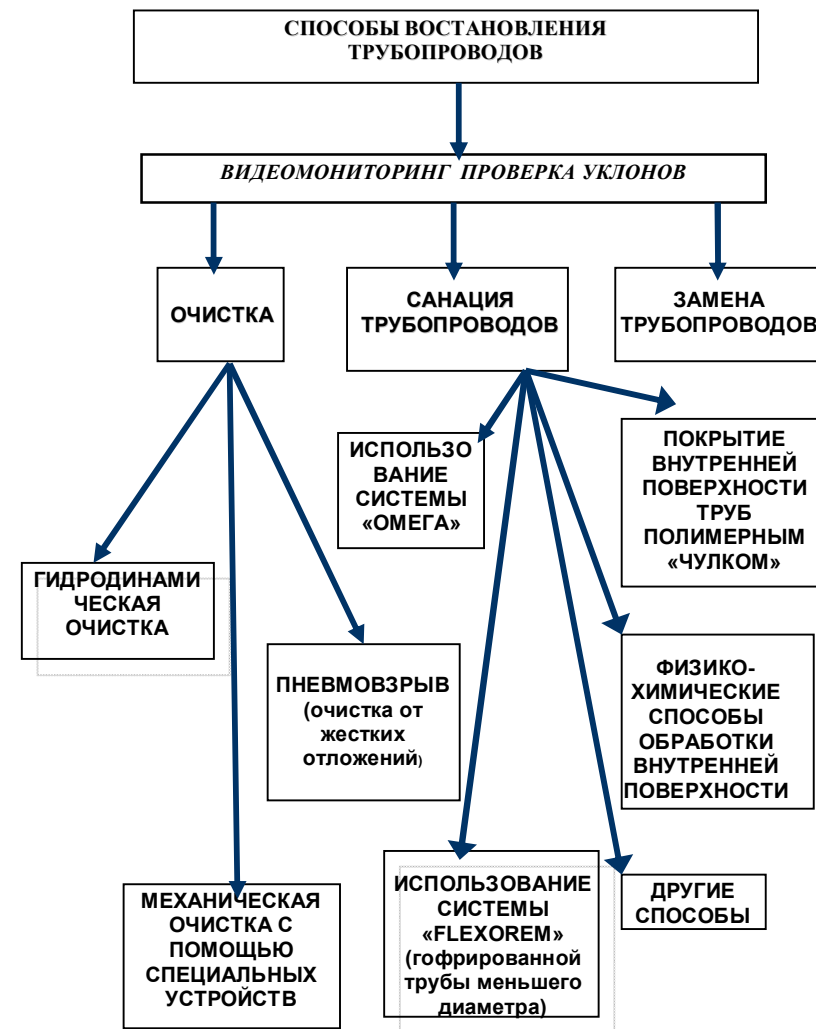 СПОСОБЫ ВОСТАНОВЛЕНИЯ
ТРУБОПРОВОДОВ
ВИДЕОМОНИТОРИНГ ПРОВЕРКА УКЛОНОВ
ОЧИСТКА
САНАЦИЯ
ТРУБОПРОВОДОВ
ЗАМЕНА
ТРУБОПРОВОДОВ
ИСПОЛЬЗО
ВАНИЕ
СИСТЕМЫ
«ОМЕГА»
ПОКРЫТИЕ
ВНУТРЕННЕЙ
ПОВЕРХНОСТИ
ТРУБ
ПОЛИМЕРНЫМ
«ЧУЛКОМ»
ГИДРОДИНАМИ
ЧЕСКАЯ
ОЧИСТКА
ПНЕВМОВЗРЫВ
(очистка от
жестких
отложений)
ФИЗИКО-
ХИМИЧЕСКИЕ
СПОСОБЫ
ОБРАБОТКИ
ВНУТРЕННЕЙ
ПОВЕРХНОСТИ
МЕХАНИЧЕСКАЯ
ОЧИСТКА С
ПОМОЩЬЮ
СПЕЦИАЛЬНЫХ
УСТРОЙСТВ
ИСПОЛЬЗОВАНИЕ
СИСТЕМЫ
«FLEXOREM»
(гофрированной
трубы меньшего
диаметра)
ДРУГИЕ
СПОСОБЫ